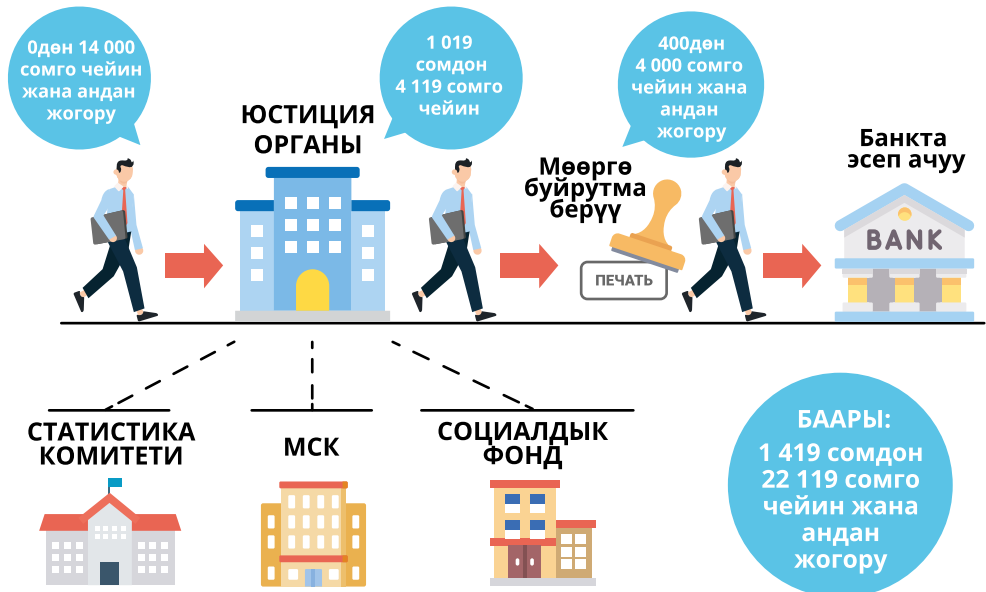 0дөн 14 000
сомго чейин
жана андан
жогору
ЮСТИЦИЯ
ОРГАНЫ
1 019
сомдон
4 119 сомго
чейин
Мөөргө
буйрутма
берүү
ПЕЧАТЬ
400дөн
4 000 сомго
чейин жана
андан
жогору
Банкта
эсеп ачуу
BANK
СТАТИСТИКА
КОМИТЕТИ
МСК
СОЦИАЛДЫК
ФОНД
БААРЫ:
1 419 сомдон
22 119 сомго
чейин жана
андан
жогору